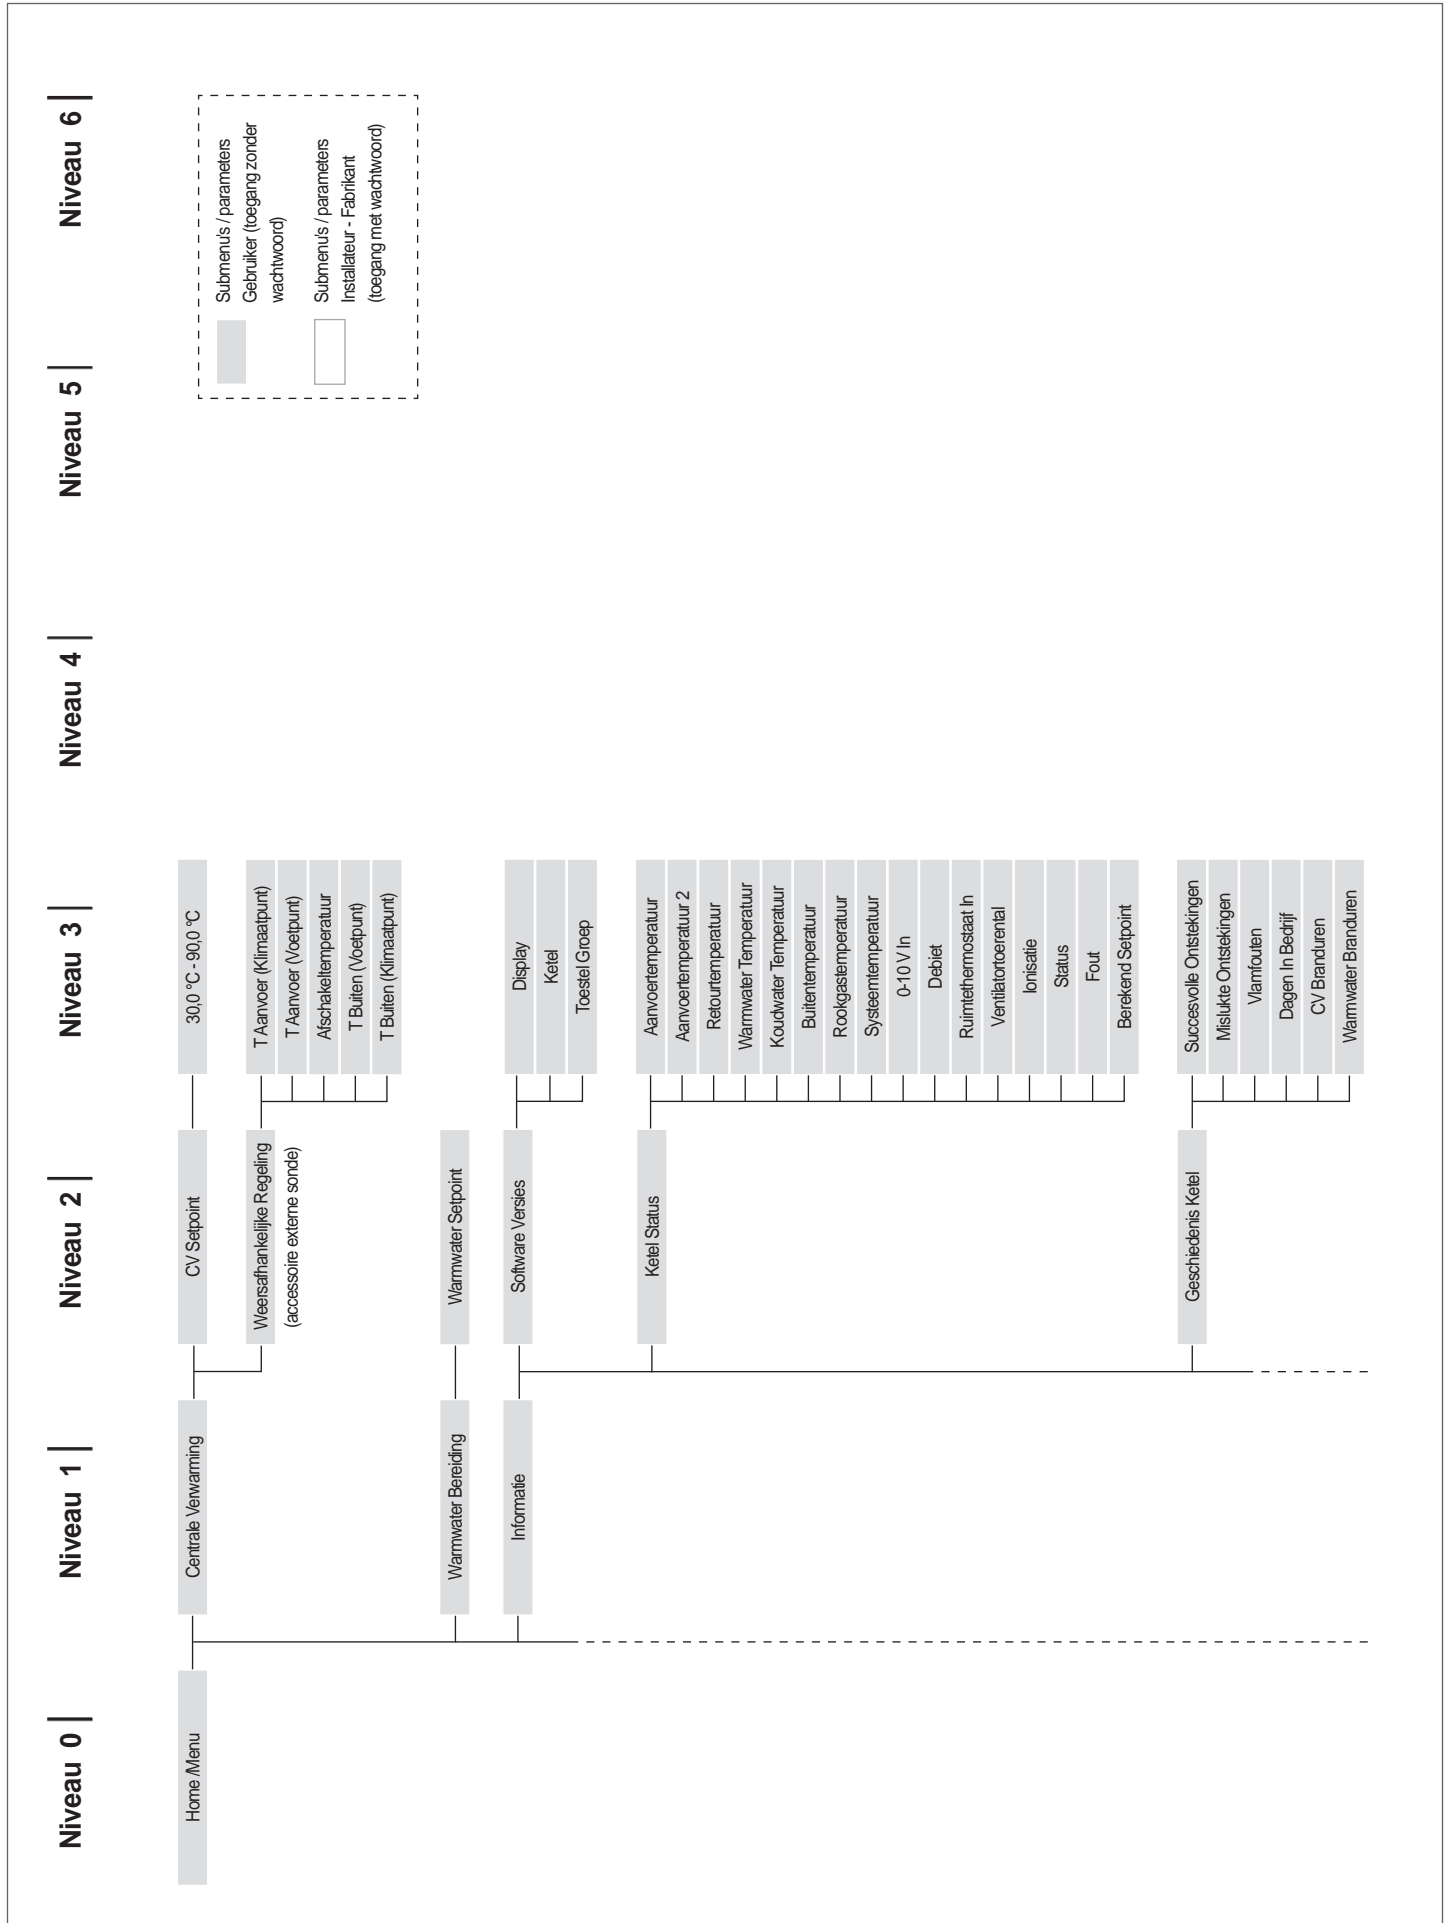 Niveau 0
Niveau 1
Niveau 2
Niveau 3
Niveau 4
Niveau 5
Niveau 6
Home /Menu
Centrale Verwarming
CV Setpoint
30,0 °C - 90,0 °C
Weersafhankelijke Regeling
(accessoire externe sonde)
T Aanvoer (Klimaatpunt)
T Aanvoer (Voetpunt)
Afschakeltemperatuur
T Buiten (Voetpunt)
T Buiten (Klimaatpunt)
Warmwater Bereiding
Warmwater Setpoint
Informatie
Software Versies
Display
Ketel
Toestel Groep
Ketel Status
Aanvoertemperatuur
Aanvoertemperatuur 2
Retourtemperatuur
Warmwater Temperatuur
Koudwater Temperatuur
Buitentemperatuur
Rookgastemperatuur
Systeemtemperatuur
0-10 V In
Debiet
Ruimtethermostaat In
Ventilatortoerental
Ionisatie
Status
Fout
Berekend Setpoint
Geschiedenis Ketel
Succesvolle Ontstekingen
Mislukte Ontstekingen
Vlamfouten
Dagen In Bedrijf
CV Branduren
Warmwater Branduren
Submenu's / parameters
Gebruiker (toegang zonder
wachtwoord)
Submenu's / parameters
Installateur - Fabrikant
(toegang met wachtwoord)